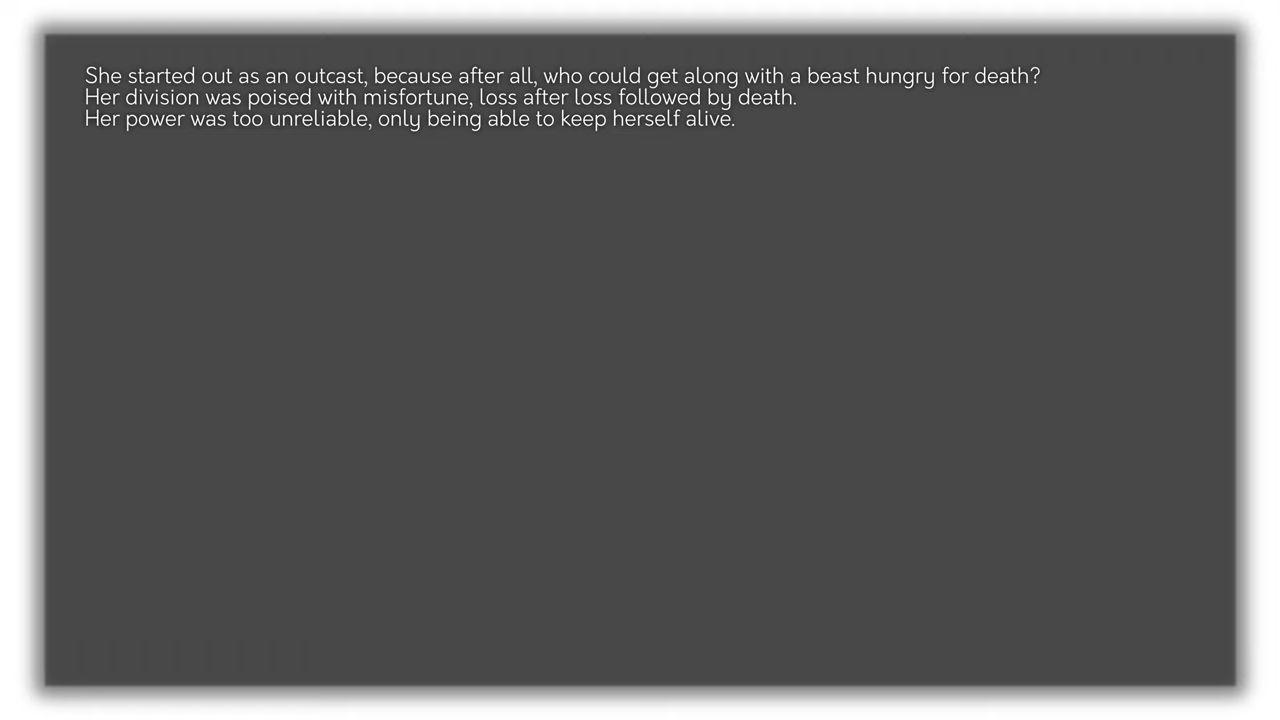 She started out as an outcast, because after all, who could get along with a beast hungry for death?
Her division was poised with misfortune, loss after loss followed by death.
Her power was too unreliable, only being able to keep herself alive.